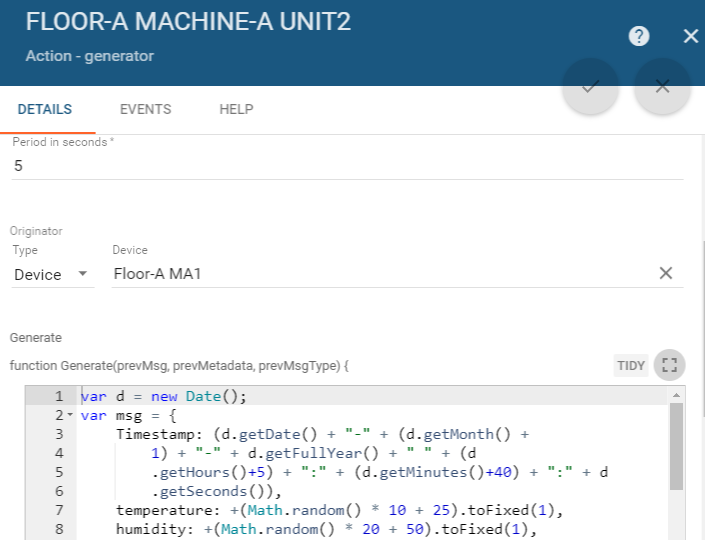 FLOOR-A MACHINE-A UNIT2
Action - generator
DETAILS EVENTS HELP
Period in seconds *
5
Originator
Type Device
Device Floor-A MA1
Generate
function Generate(prevMsg, prevMetadata, prevMsgType) { TIDY
1 var d = new Date();
2 var msg = {
3 Timestamp: (d.getDate() + "-" + (d.getMonth() +
4 1) + "-" + d.getFullYear() + " " + (d
5 .getHours()+5) + ":" + (d.getMinutes()+40) + ":" + d
6 .getSeconds()),
7 temperature: +(Math.random() * 10 + 25).toFixed(1),
8 humidity: +(Math.random() * 20 + 50).toFixed(1),